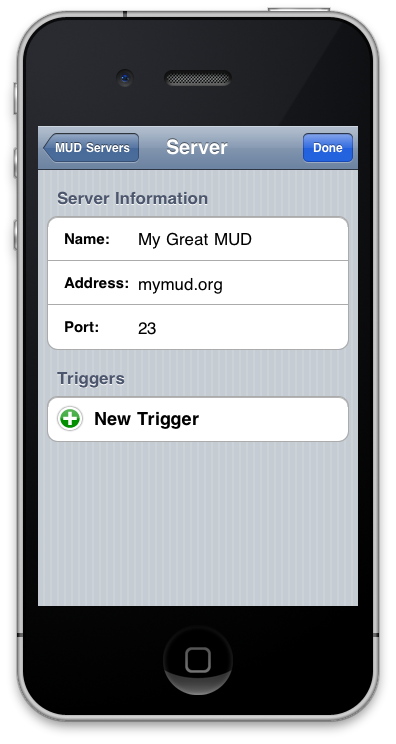 MUD Servers Server Done
Server Information
Name: My Great MUD
Address: mymud.org
Port: 23
Triggers
New Trigger